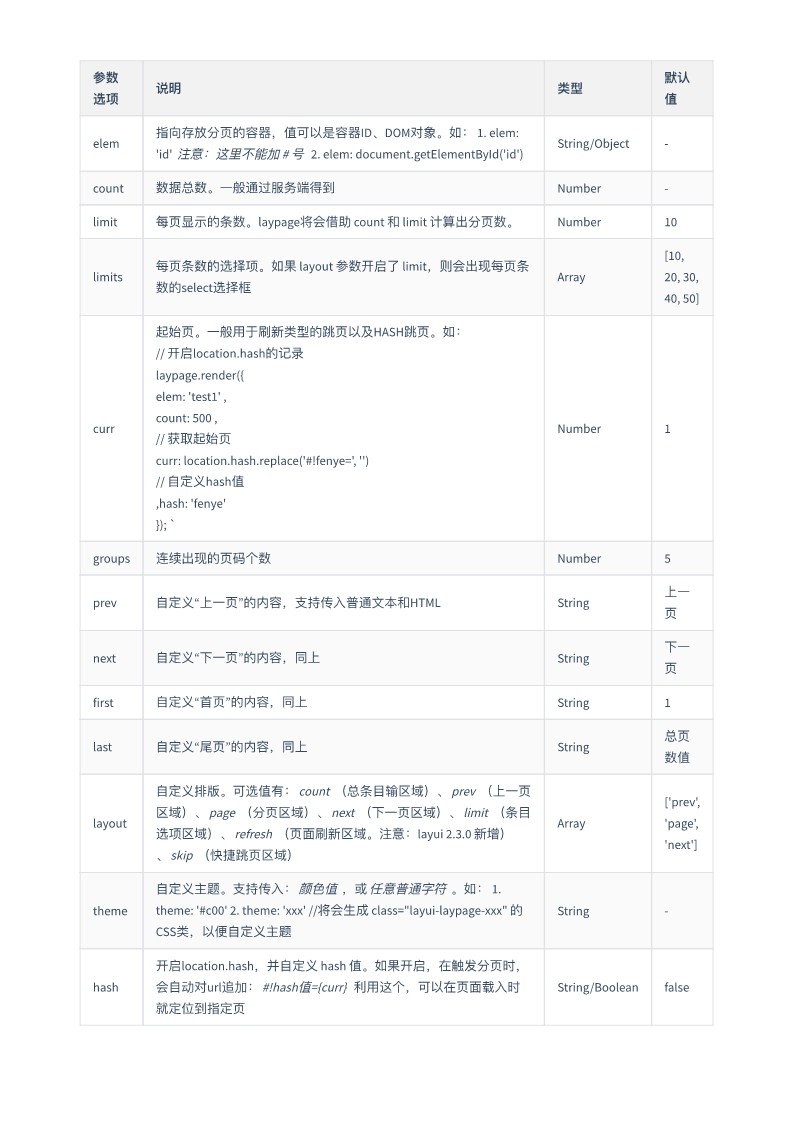 参数
选项
说明
类型
默认
值
elem
指向存放分页的容器，值可以是容器ID、DOM对象。如： 1. elem:
'id' 注意：这里不能加 # 号 2. elem: document.getElementById('id')
String/Object
-
count
数据总数。一般通过服务端得到
Number
-
limit
每页显示的条数。laypage将会借助 count 和 limit 计算出分页数。
Number
10
limits
每页条数的选择项。如果 layout 参数开启了 limit，则会出现每页条
数的select选择框
Array
[10,
20, 30,
40, 50]
curr
起始页。一般用于刷新类型的跳页以及HASH跳页。如：
// 开启location.hash的记录
laypage.render({
elem: 'test1' ,
count: 500 ,
// 获取起始页
curr: location.hash.replace('#!fenye=', '')
// 自定义hash值
,hash: 'fenye'
}); `
Number
1
groups
连续出现的页码个数
Number
5
prev
自定义“上一页”的内容，支持传入普通文本和HTML
String
上一
页
next
自定义“下一页”的内容，同上
String
下一
页
first
自定义“首页”的内容，同上
String
1
last
自定义“尾页”的内容，同上
String
总页
数值
layout
自定义排版。可选值有： count （总条目输区域）、prev （上一页
区域）、page （分页区域）、next （下一页区域）、limit （条目
选项区域）、refresh （页面刷新区域。注意：layui 2.3.0 新增）
、skip （快捷跳页区域）
Array
['prev',
'page',
'next']
theme
自定义主题。支持传入： 颜色值 ，或 任意普通字符 。如： 1.
theme: '#c00' 2. theme: 'xxx' //将会生成 class="layui-laypage-xxx" 的
CSS类，以便自定义主题
String
-
hash
开启location.hash，并自定义 hash 值。如果开启，在触发分页时，
会自动对url追加： #!hash值={curr} 利用这个，可以在页面载入时
就定位到指定页
String/Boolean
false